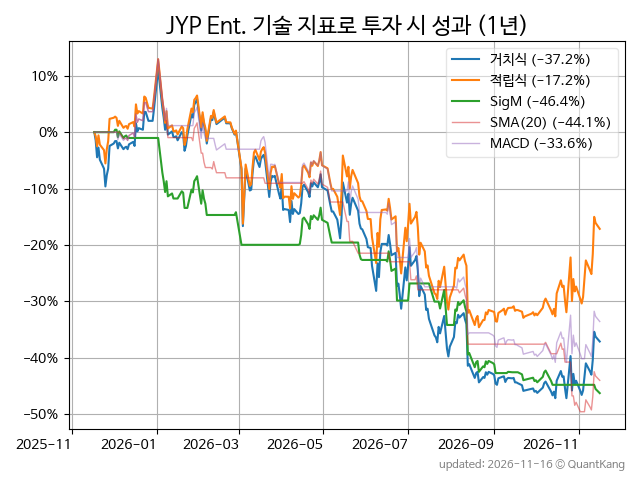 JYP Ent. 기술 지표로 투자 시 성과 (1년)
거치식 (−37.2%)
적립식 (−17.2%)
SigM (−46.4%)
SMA(20) (−44.1%)
MACD (−33.6%)
10%
0%
−10%
−20%
−30%
−40%
−50%
2025-11 2026-01 2026-03 2026-05 2026-07 2026-09 2026-11
updated: 2026-11-16 © QuantKang